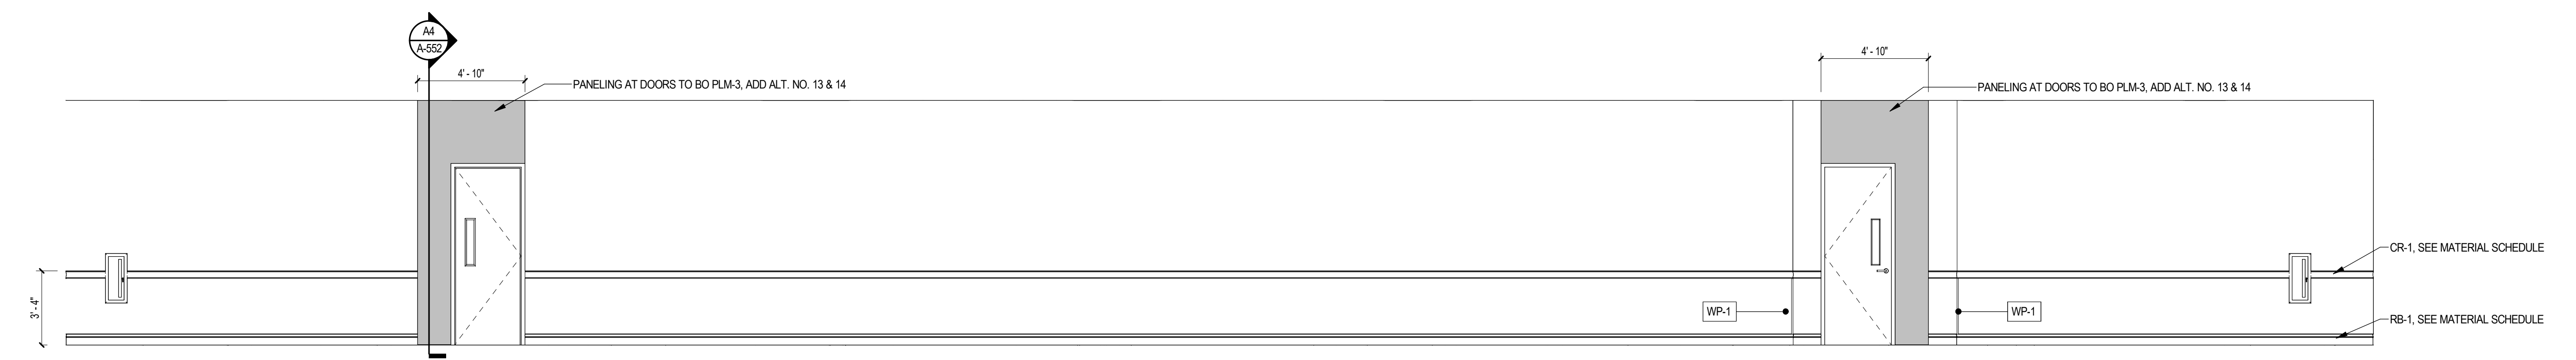 A4
A-552
4' - 10"
PANELING AT DOORS TO BO PLM-3, ADD ALT. NO. 13 & 14
4' - 10"
PANELING AT DOORS TO BO PLM-3, ADD ALT. NO. 13 & 14
CR-1, SEE MATERIAL SCHEDULE
3' - 4"
WP-1
WP-1
RB-1, SEE MATERIAL SCHEDULE